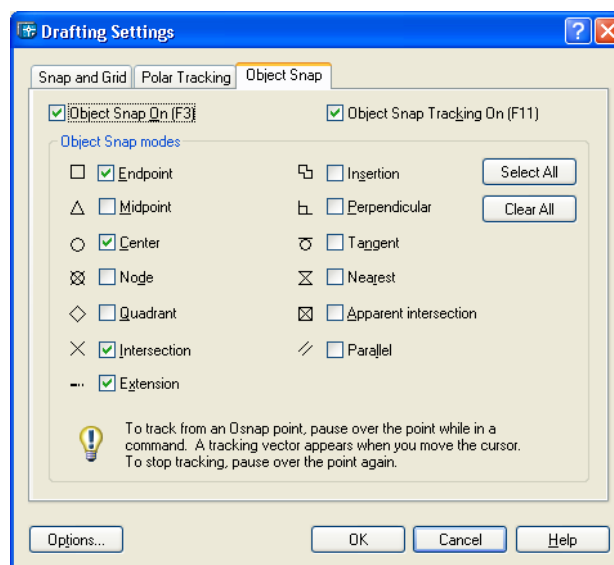 Drafting Settings
Snap and Grid Polar Tracking Object Snap
Object Snap On (F3) Object Snap Tracking On (F11)
Object Snap modes
Endpoint Insertion Select All
Midpoint Perpendicular Clear All
Center Tangent
Node Nearest
Quadrant Apparent intersection
Intersection Parallel
Extension
To track from an Osnap point, pause over the point while in a
command. A tracking vector appears when you move the cursor.
To stop tracking, pause over the point again.
Options... OK Cancel Help